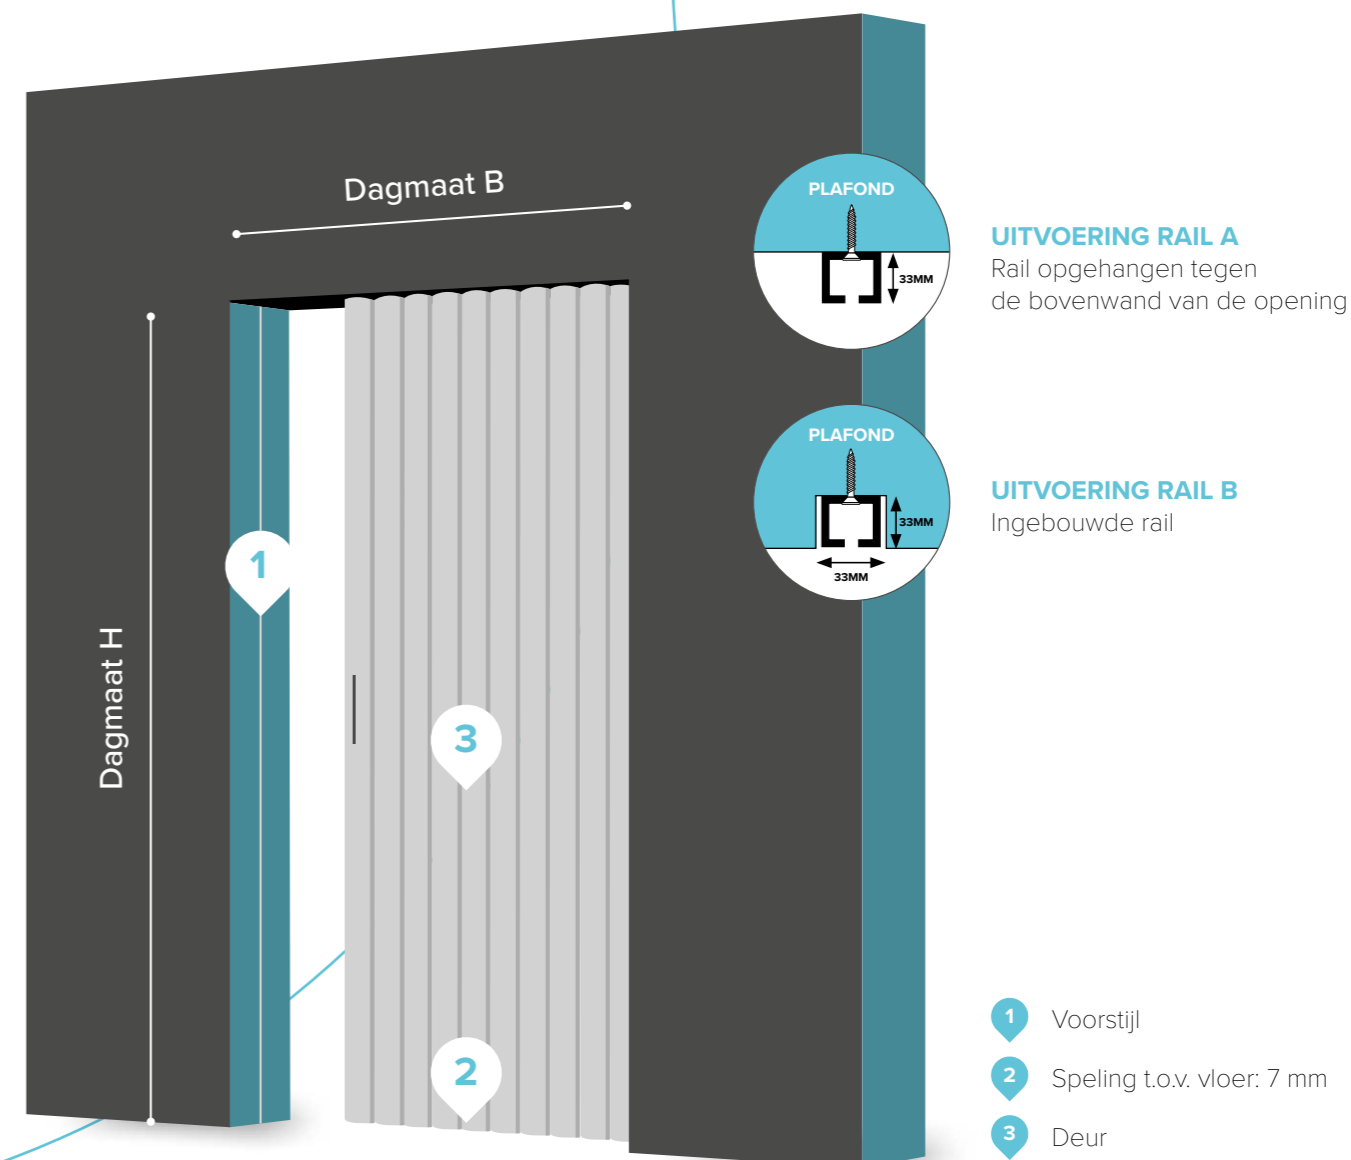 Dagmaat B
Dagmaat H
1
3
2
PLAFOND
33MM
UITVOERING RAIL A
Rail opgehangen tegen
de bovenwand van de opening
PLAFOND
33MM
33MM
UITVOERING RAIL B
Ingebouwde rail
1 Voorstijl
2 Speling t.o.v. vloer: 7 mm
3 Deur